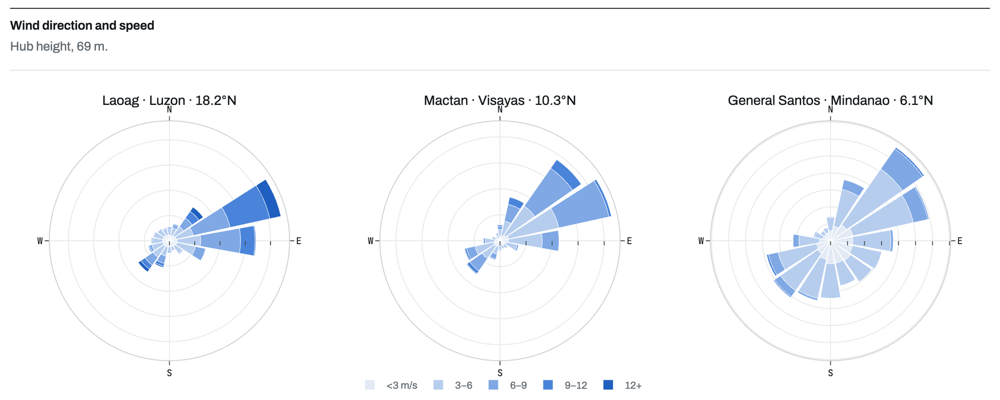 Wind direction and speed
Hub height, 69 m.
Laoag · Luzon · 18.2°N
Mactan · Visayas · 10.3°N
General Santos · Mindanao · 6.1°N
N
N
N
W
E
W
E
W
E
S
S
S
<3 m/s
3–6
6–9
9–12
12+